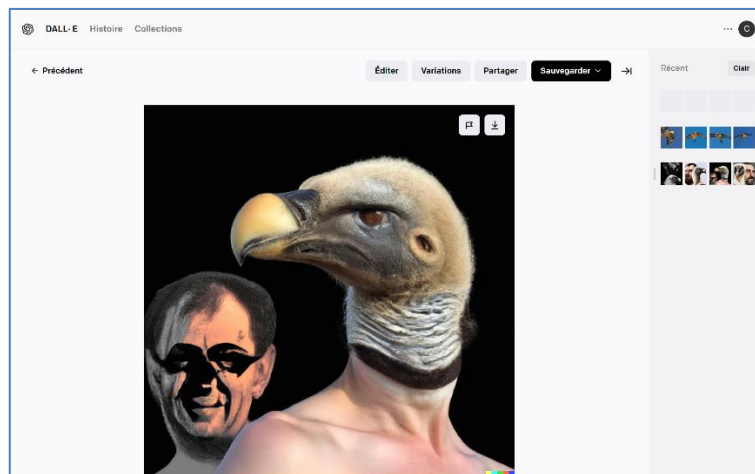 DALL·E Histoire Collections
··· C
← Précédent
Éditer Variations Partager Sauvegarder
Récent Clair